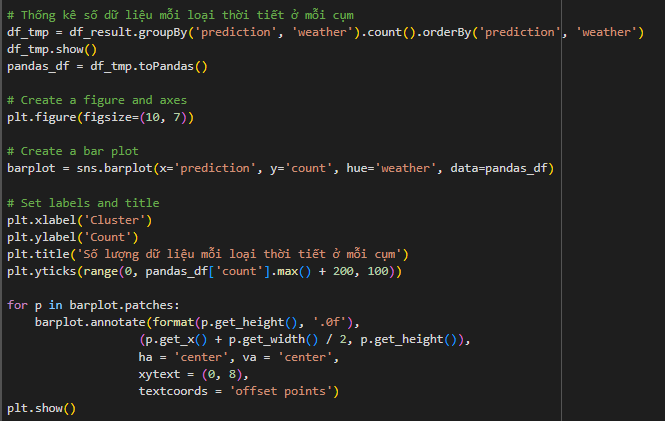 # Thống kê số dữ liệu mỗi loại thời tiết ở mỗi cụm
df_tmp = df_result.groupBy('prediction', 'weather').count().orderBy('prediction', 'weather')
df_tmp.show()
pandas_df = df_tmp.toPandas()

# Create a figure and axes
plt.figure(figsize=(10, 7))

# Create a bar plot
barplot = sns.barplot(x='prediction', y='count', hue='weather', data=pandas_df)

# Set labels and title
plt.xlabel('Cluster')
plt.ylabel('Count')
plt.title('Số lượng dữ liệu mỗi loại thời tiết ở mỗi cụm')
plt.yticks(range(0, pandas_df['count'].max() + 200, 100))

for p in barplot.patches:
    barplot.annotate(format(p.get_height(), '.0f'),
                   (p.get_x() + p.get_width() / 2, p.get_height()),
                   ha = 'center', va = 'center',
                   xytext = (0, 8),
                   textcoords = 'offset points')
plt.show()